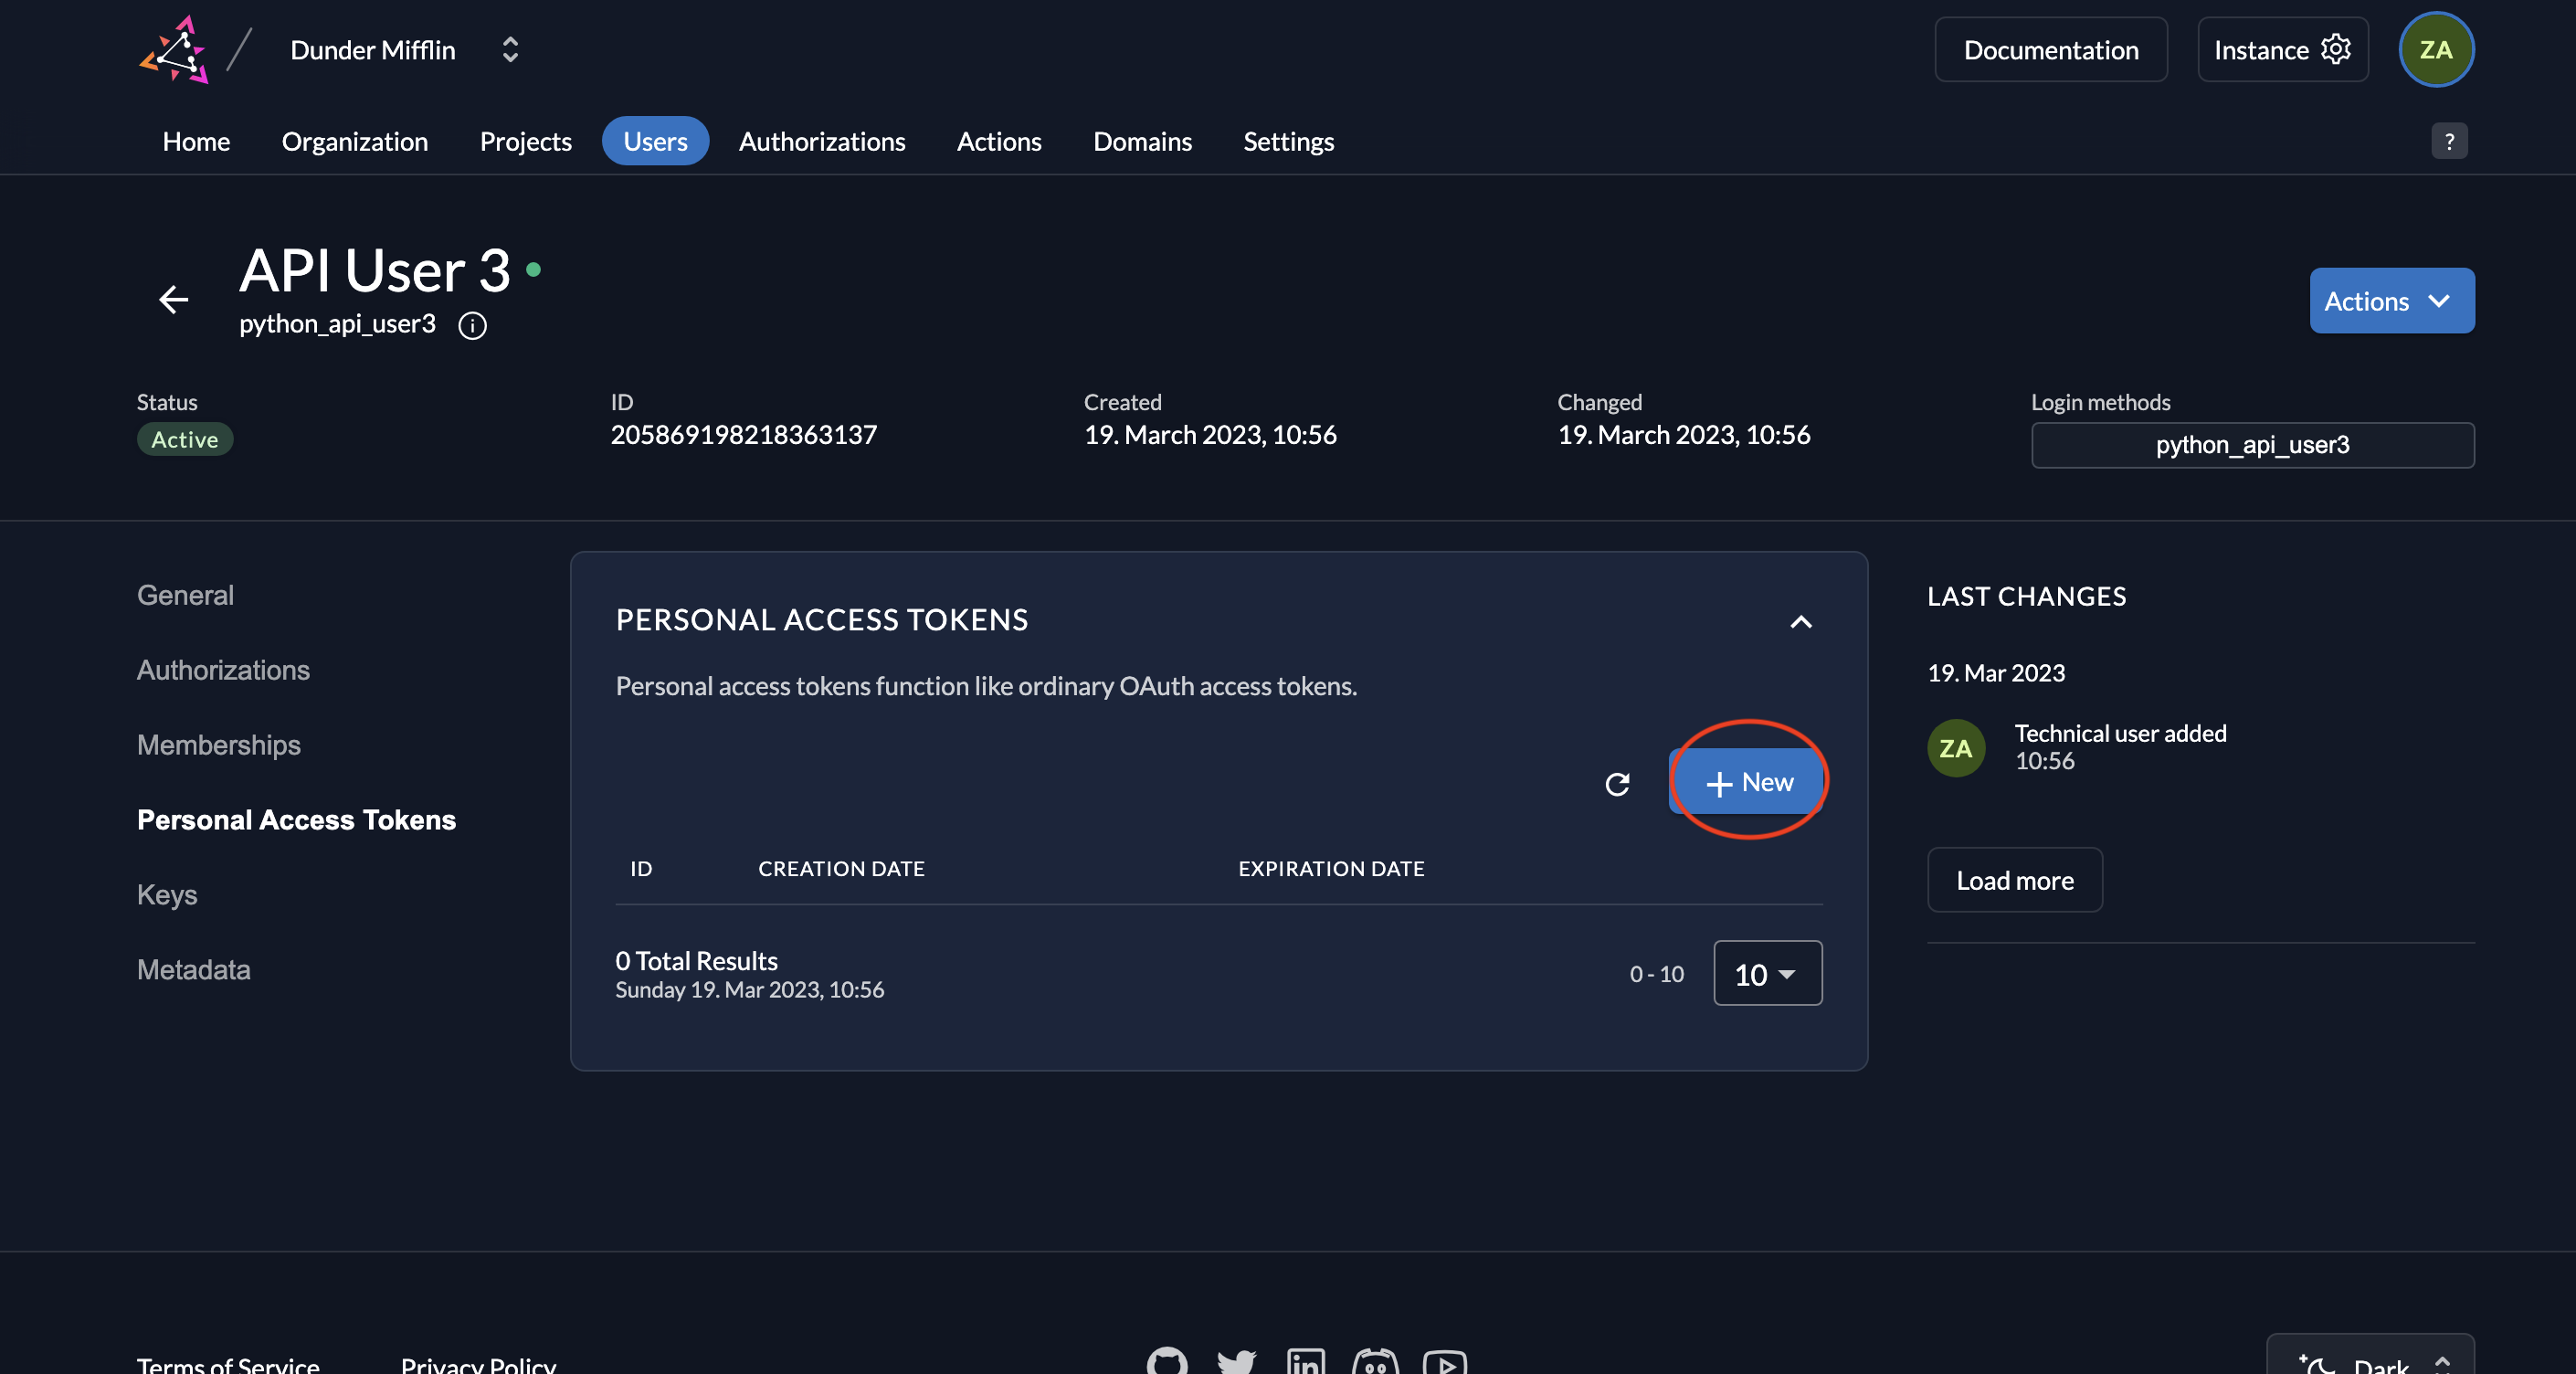 Dunder Mifflin
Documentation
Instance
ZA
Home
Organization
Projects
Users
Authorizations
Actions
Domains
Settings
?
API User 3
python_api_user3
Actions
Status
Active
ID
205869198218363137
Created
19. March 2023, 10:56
Changed
19. March 2023, 10:56
Login methods
python_api_user3
General
Authorizations
Memberships
Personal Access Tokens
Keys
Metadata
PERSONAL ACCESS TOKENS
Personal access tokens function like ordinary OAuth access tokens.
New
ID
CREATION DATE
EXPIRATION DATE
0 Total Results
Sunday 19. Mar 2023, 10:56
0 - 10
10
LAST CHANGES
19. Mar 2023
ZA
Technical user added
10:56
Load more
Terms of Service
Privacy Policy
in
Dark